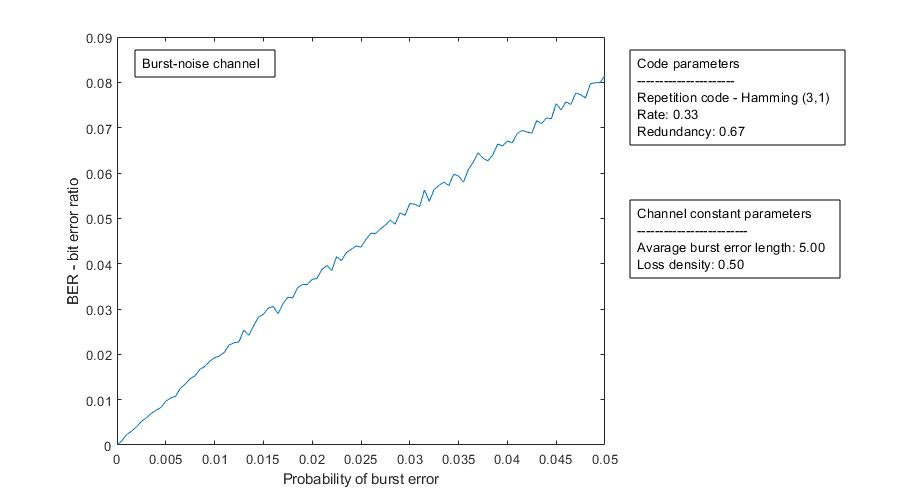 Burst-noise channel
0.09
0.08
0.07
0.06
0.05
0.04
0.03
0.02
0.01
0
BER - bit error ratio
0 0.005 0.01 0.015 0.02 0.025 0.03 0.035 0.04 0.045 0.05
Probability of burst error
Code parameters
----------------------
Repetition code - Hamming (3,1)
Rate: 0.33
Redundancy: 0.67
Channel constant parameters
-------------------------
Avarage burst error length: 5.00
Loss density: 0.50